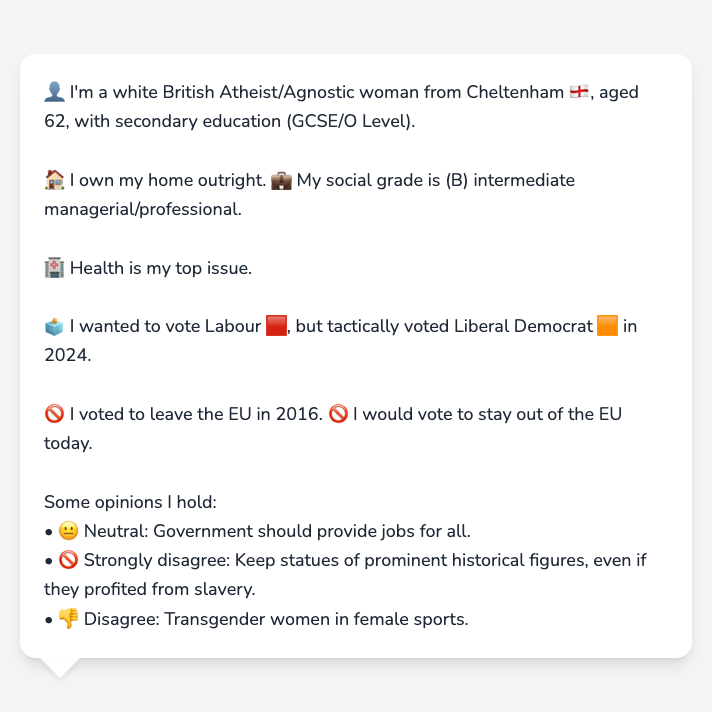 👤 I'm a white British Atheist/Agnostic woman from Cheltenham 🏴󠁧󠁢󠁥󠁮󠁧󠁿, aged
62, with secondary education (GCSE/O Level).
🏠 I own my home outright. 💼 My social grade is (B) intermediate
managerial/professional.
🏥 Health is my top issue.
🗳️ I wanted to vote Labour 🟥, but tactically voted Liberal Democrat 🟧 in
2024.
🚫 I voted to leave the EU in 2016. 🚫 I would vote to stay out of the EU
today.
Some opinions I hold:
• 😐 Neutral: Government should provide jobs for all.
• 🚫 Strongly disagree: Keep statues of prominent historical figures, even if
they profited from slavery.
• 👎 Disagree: Transgender women in female sports.